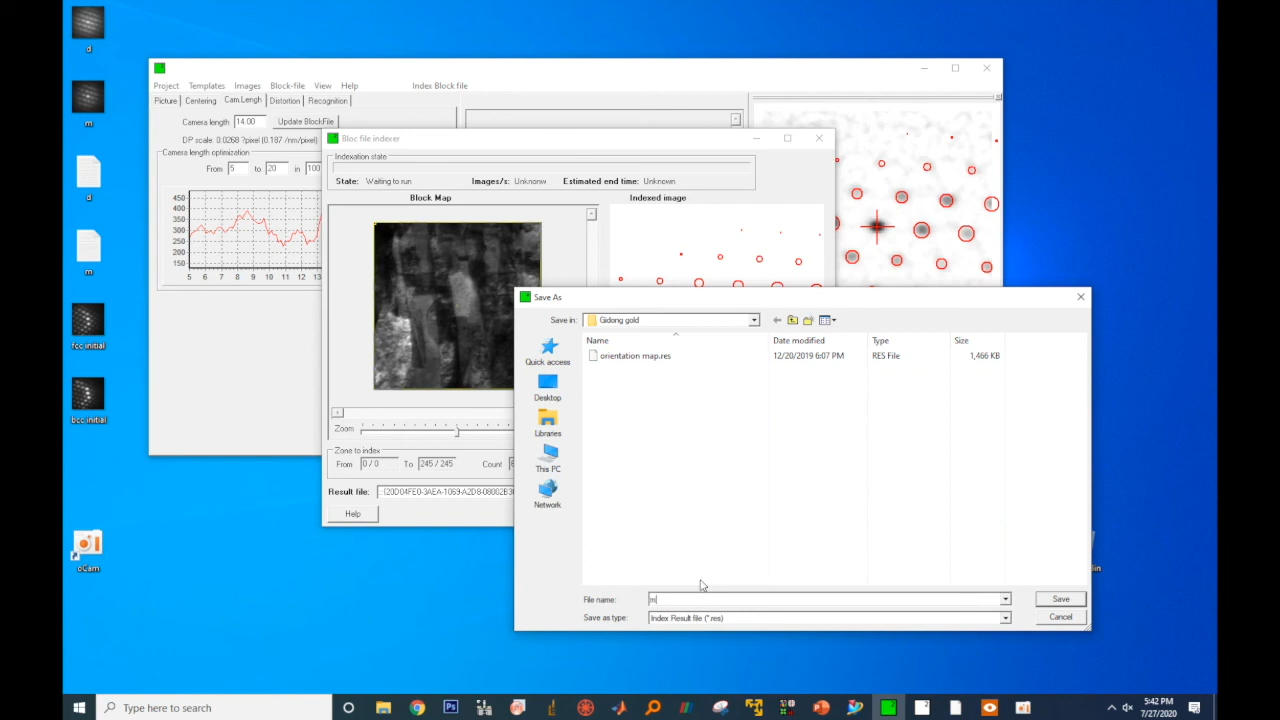 d
m
d
m
fcc initial
bcc initial
oCam
Project Templates Images Block-file View Help Index Block file
Picture Centering Cam.Lengh Distortion Recognition
Camera length 14.00 Update BlockFile
DP scale: 0.0268 ?pixel (0.187 /nm/pixel)
Camera length optimization
From 5 to 20 in 100
450
400
350
300
250
200
150
5 6 7 8 9 10 11 12 13
Bloc file indexer
Indexation state
State: Waiting to run Images/s: Unknonw Estimated end time: Unknown
Block Map Indexed image
Zoom
Zone to index
From 0 / 0 To 245 / 245 Count
Result file:
Help
Save As
Save in: Gidong gold
Name Date modified Type Size
orientation map.res 12/20/2019 6:07 PM RES File 1,466 KB
Quick access
Desktop
Libraries
This PC
Network
File name: m Save
Save as type: Index Result file (*.res) Cancel
Type here to search
5:42 PM
7/27/2020